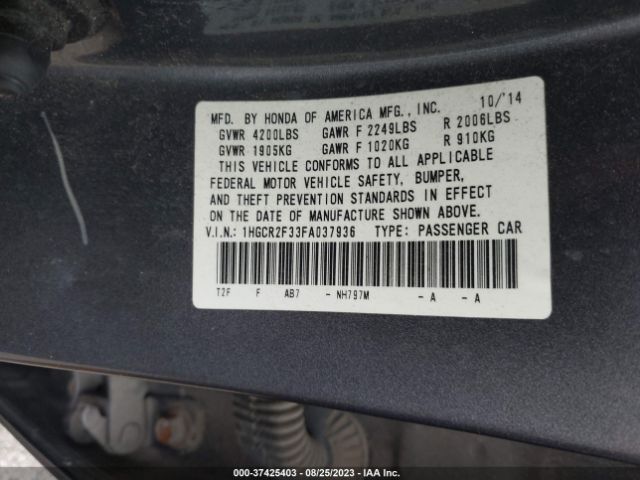 MFD. BY HONDA OF AMERICA MFG., INC. 10/'14
GVWR 4200LBS GAWR F 2249LBS R 2006LBS
GVWR 1905KG GAWR F 1020KG R 910KG
THIS VEHICLE CONFORMS TO ALL APPLICABLE
FEDERAL MOTOR VEHICLE SAFETY, BUMPER,
AND THEFT PREVENTION STANDARDS IN EFFECT
ON THE DATE OF MANUFACTURE SHOWN ABOVE.
V.I.N.: 1HGCR2F33FA037936 TYPE: PASSENGER CAR
T2F F AB7 - NH797M - A - A
000-37425403 - 08/25/2023 - IAA Inc.